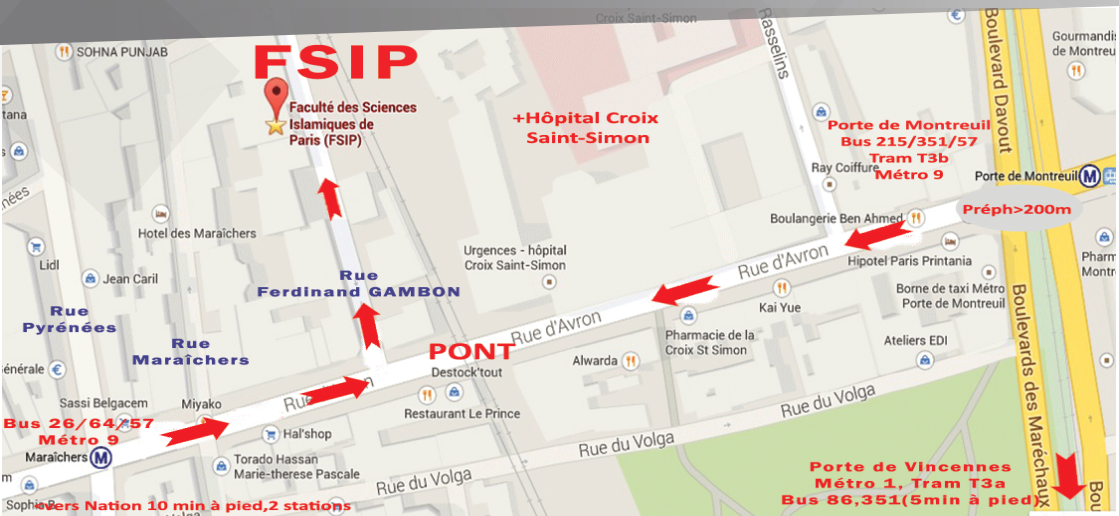 Croix Saint-Simon
SOHNA PUNJAB
FSIP
Faculté des Sciences
Islamiques de
Paris (FSIP)
+Hôpital Croix
Saint-Simon
Rasselins
Boulevard Davout
Gourmandis
de Montreu
tana
Porte de Montreuil
Bus 215/351/57
Tram T3b
Métro 9
Ray Coiffure
Porte de Montreuil
M
Préph>200m
nées
Hotel des Maraîchers
Boulangerie Ben Ahmed
Lidl
Jean Caril
Urgences - hôpital
Croix Saint-Simon
Rue d'Avron
Hipotel Paris Printania
Pharm
Montr
Rue
Ferdinand GAMBON
Kai Yue
Borne de taxi Métro
Porte de Montreuil
Rue
Pyrénées
Rue
Maraîchers
Rue d'Avron
Pharmacie de la
Croix St Simon
Ateliers EDI
PONT
Destock'tout
Alwarda
énérale
Sassi Belgacem
Miyako
Restaurant Le Prince
Rue du Volga
Boulevards des Maréchaux
Bus 26/64/57
Métro 9
Maraîchers
M
Hal'shop
Rue du Volga
Torado Hassan
Marie-therese Pascale
Rue du Volga
Porte de Vincennes
Métro 1, Tram T3a
Bus 86,351(5min à pied)
vers Nation 10 min à pied,2 stations
Bou